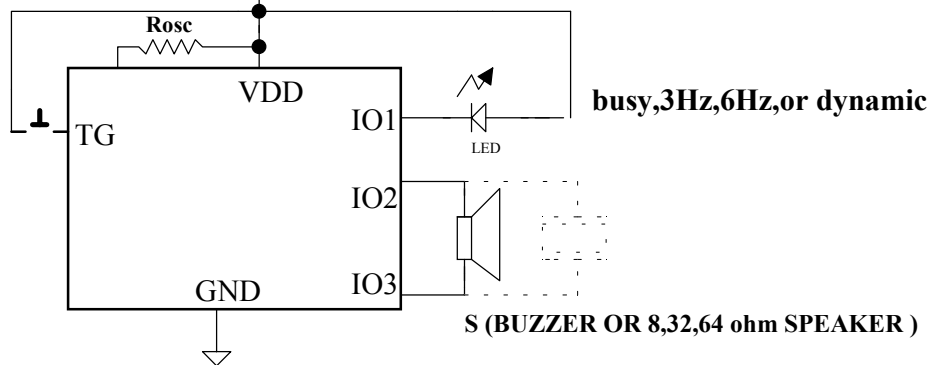 Rosc
VDD
busy,3Hz,6Hz,or dynamic
IO1
TG
LED
IO2
IO3
GND
S (BUZZER OR 8,32,64 ohm SPEAKER )